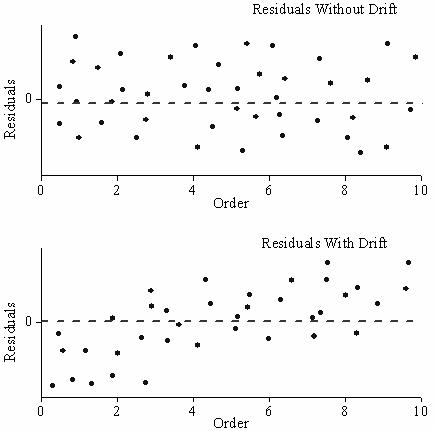 Residuals Without Drift
Residuals
0
0 2 4 6 8 10
Order
Residuals With Drift
Residuals
0
0 2 4 6 8 10
Order